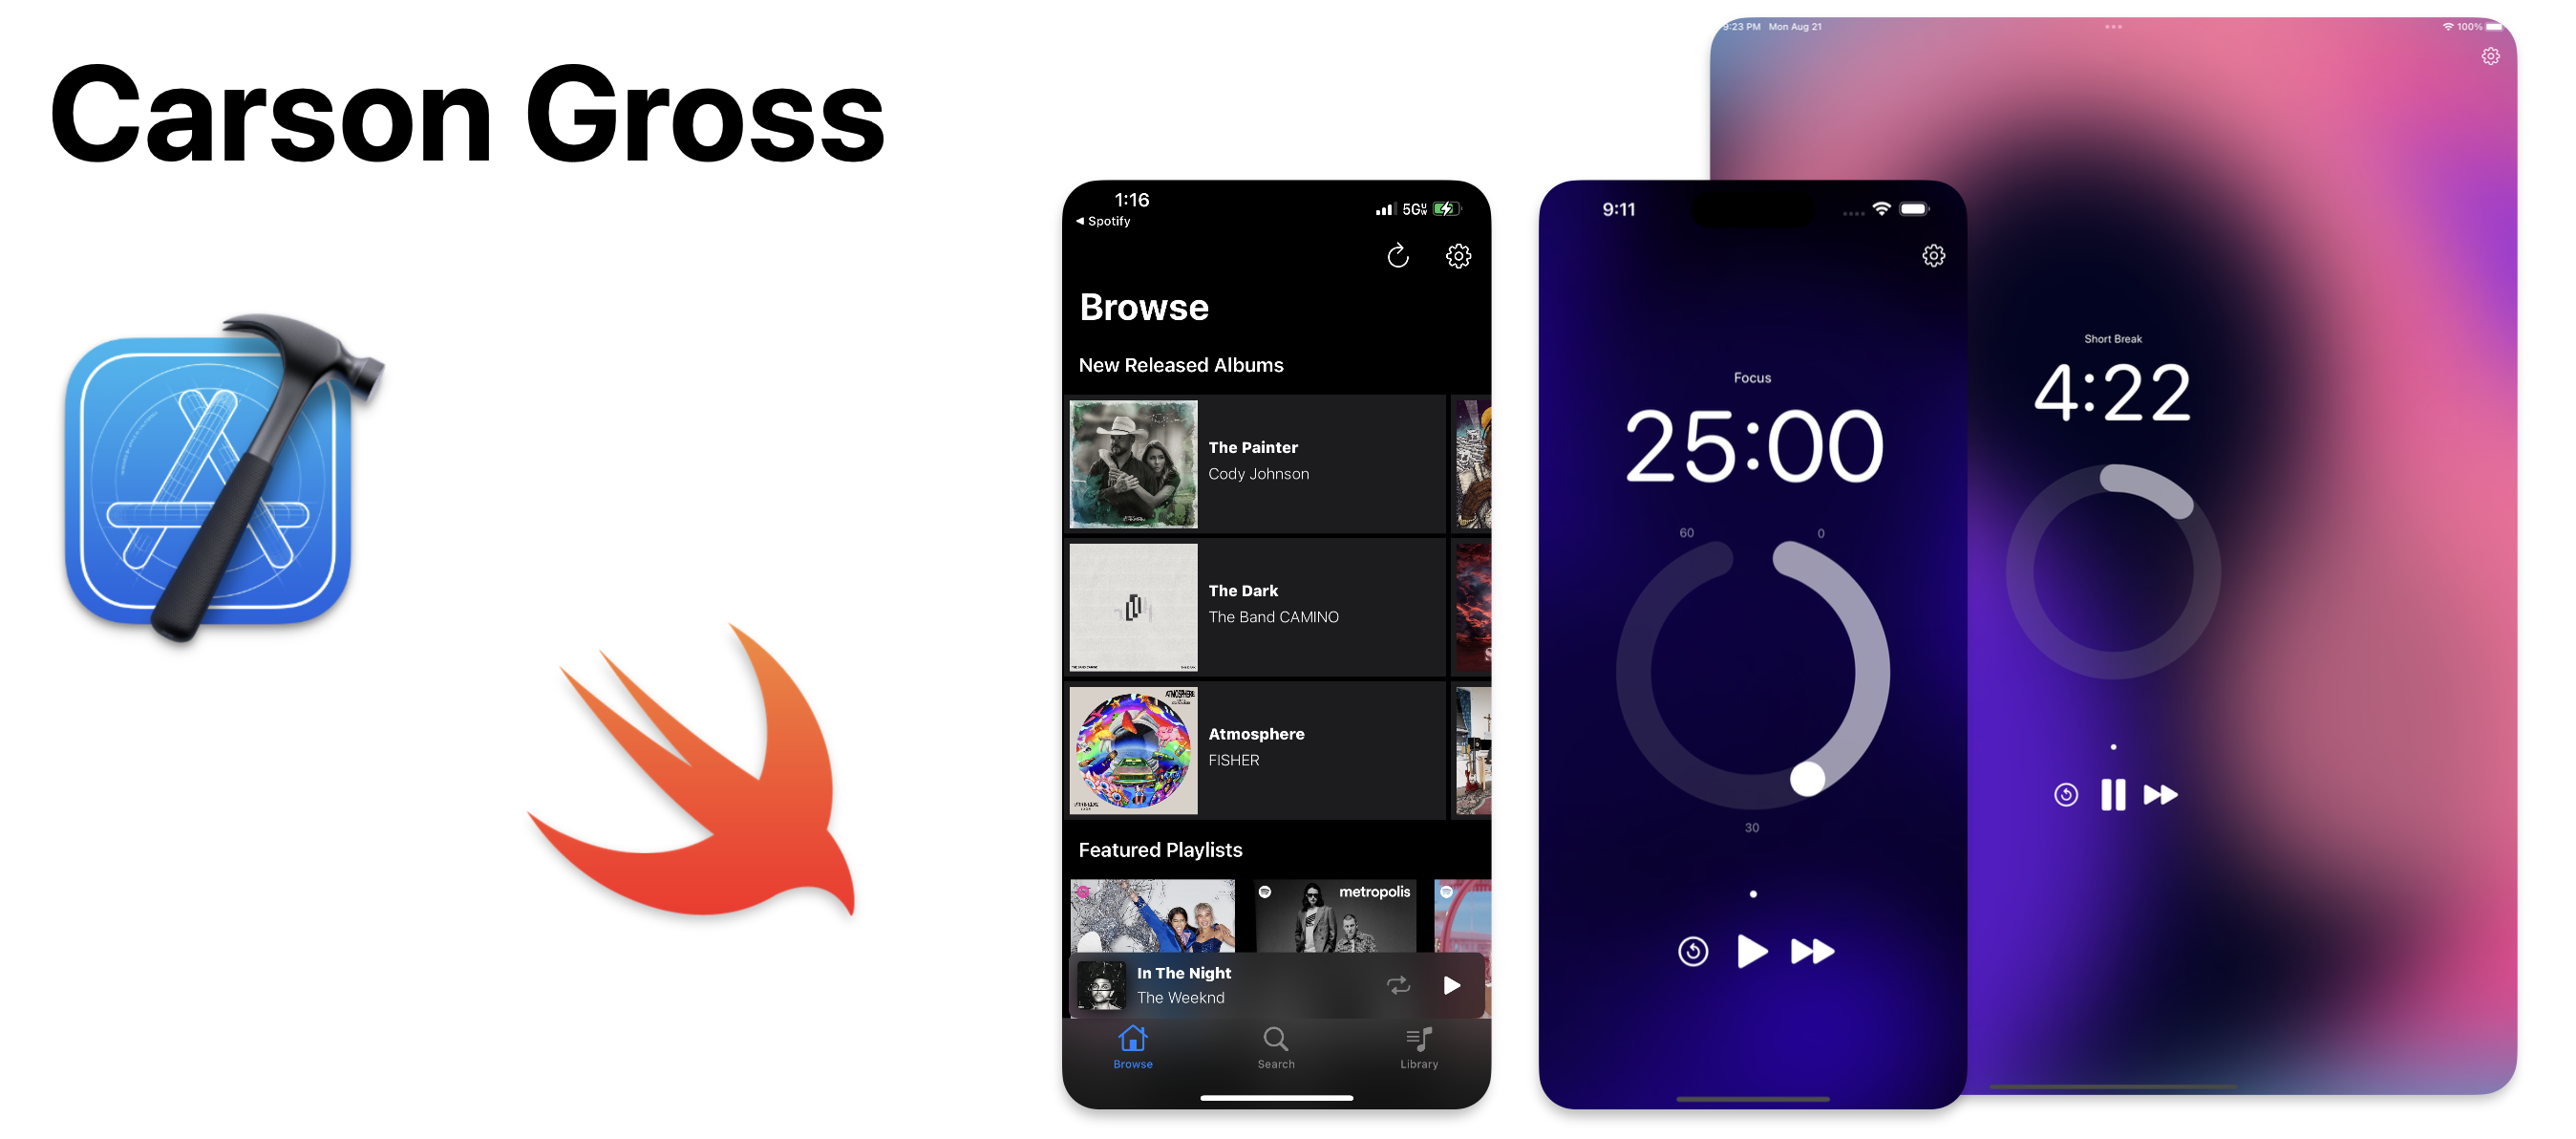 Carson Gross
1:16
5G
◀ Spotify
Browse
New Released Albums
The Painter
Cody Johnson
The Dark
The Band CAMINO
ATMOSPHERE
Atmosphere
FISHER
Featured Playlists
metropolis
In The Night
The Weeknd
Browse
Search
Library
9:11
Focus
25:00
60
0
30
9:23 PM Mon Aug 21
100%
Short Break
4:22